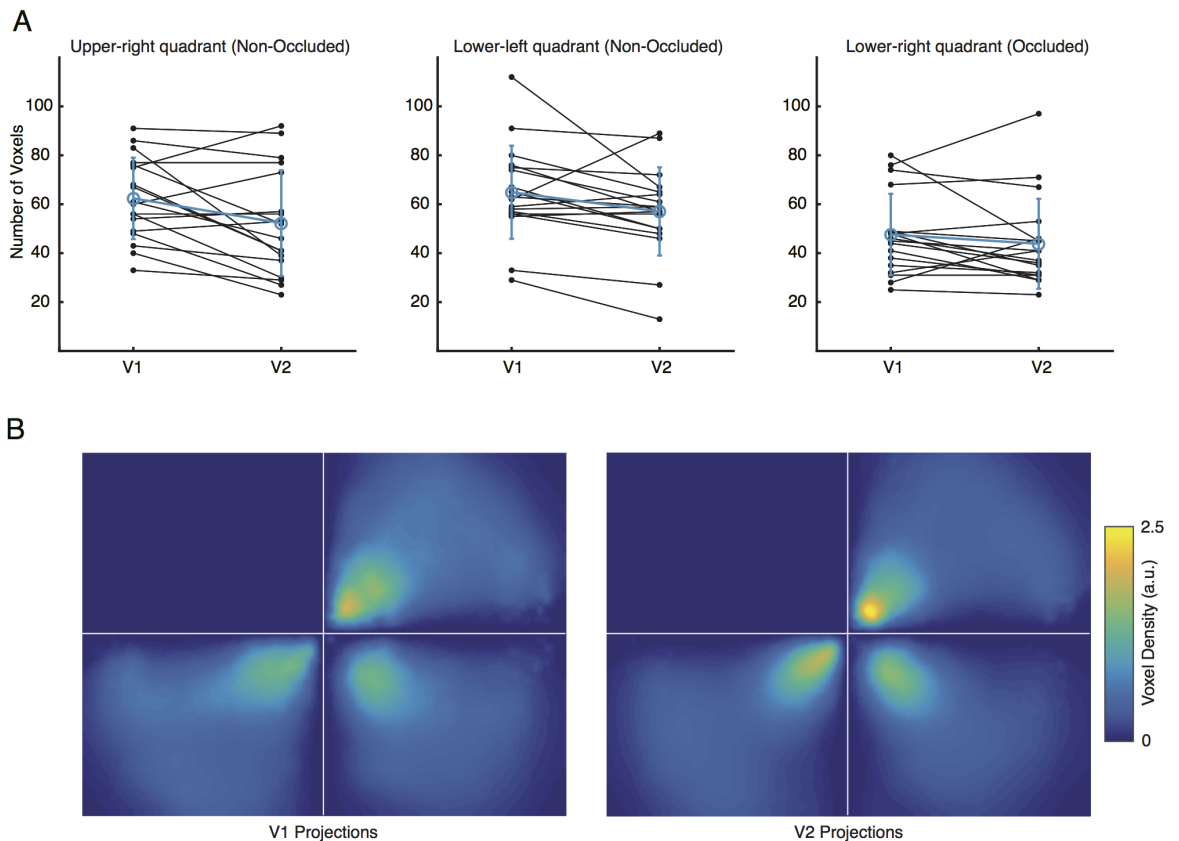 A
Upper-right quadrant (Non-Occluded)
Lower-left quadrant (Non-Occluded)
Lower-right quadrant (Occluded)
Number of Voxels
100
80
60
40
20
V1
V2
100
80
60
40
20
V1
V2
100
80
60
40
20
V1
V2
B
2.5
Voxel Density (a.u.)
0
V1 Projections
V2 Projections